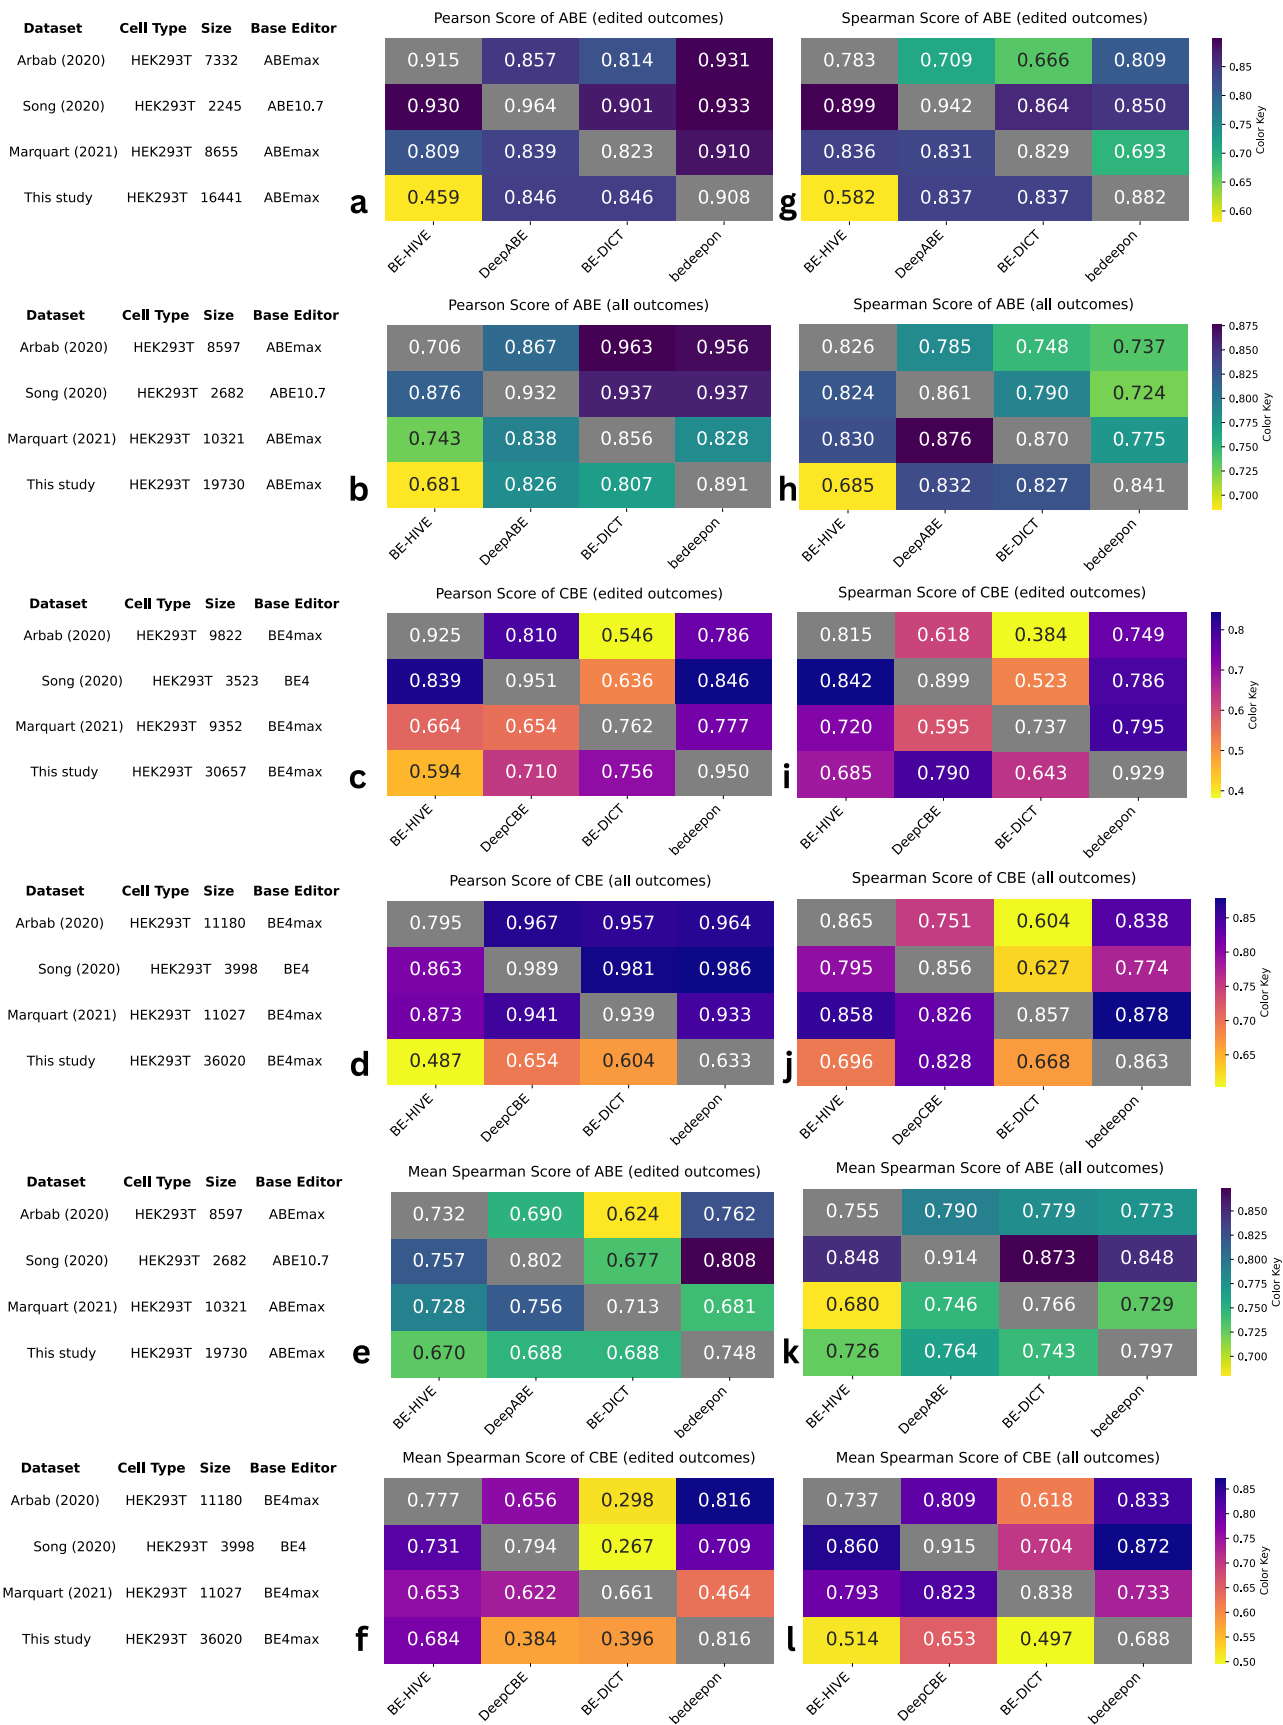 Dataset Cell Type Size Base Editor
Pearson Score of ABE (edited outcomes)
Spearman Score of ABE (edited outcomes)
Arbab (2020) HEK293T 7332 ABEmax 0.915 0.857 0.814 0.931 0.783 0.709 0.666 0.809
Song (2020) HEK293T 2245 ABE10.7 0.930 0.964 0.901 0.933 0.899 0.942 0.864 0.850
Marquart (2021) HEK293T 8655 ABEmax 0.809 0.839 0.823 0.910 0.836 0.831 0.829 0.693
This study HEK293T 16441 ABEmax a 0.459 0.846 0.846 0.908 g 0.582 0.837 0.837 0.882
BE-HIVE DeepABE BE-DICT bedeepon BE-HIVE DeepABE BE-DICT bedeepon
0.85
0.80
0.75
0.70
0.65
0.60
Color Key
Dataset Cell Type Size Base Editor
Pearson Score of ABE (all outcomes)
Spearman Score of ABE (all outcomes)
Arbab (2020) HEK293T 8597 ABEmax 0.706 0.867 0.963 0.956 0.826 0.785 0.748 0.737
Song (2020) HEK293T 2682 ABE10.7 0.876 0.932 0.937 0.937 0.824 0.861 0.790 0.724
Marquart (2021) HEK293T 10321 ABEmax 0.743 0.838 0.856 0.828 0.830 0.876 0.870 0.775
This study HEK293T 19730 ABEmax b 0.681 0.826 0.807 0.891 h 0.685 0.832 0.827 0.841
BE-HIVE DeepABE BE-DICT bedeepon BE-HIVE DeepABE BE-DICT bedeepon
0.875
0.850
0.825
0.800
0.775
0.750
0.725
0.700
Color Key
Dataset Cell Type Size Base Editor
Pearson Score of CBE (edited outcomes)
Spearman Score of CBE (edited outcomes)
Arbab (2020) HEK293T 9822 BE4max 0.925 0.810 0.546 0.786 0.815 0.618 0.384 0.749
Song (2020) HEK293T 3523 BE4 0.839 0.951 0.636 0.846 0.842 0.899 0.523 0.786
Marquart (2021) HEK293T 9352 BE4max 0.664 0.654 0.762 0.777 0.720 0.595 0.737 0.795
This study HEK293T 30657 BE4max c 0.594 0.710 0.756 0.950 i 0.685 0.790 0.643 0.929
BE-HIVE DeepCBE BE-DICT bedeepon BE-HIVE DeepCBE BE-DICT bedeepon
0.8
0.7
0.6
0.5
0.4
Color Key
Dataset Cell Type Size Base Editor
Pearson Score of CBE (all outcomes)
Spearman Score of CBE (all outcomes)
Arbab (2020) HEK293T 11180 BE4max 0.795 0.967 0.957 0.964 0.865 0.751 0.604 0.838
Song (2020) HEK293T 3998 BE4 0.863 0.989 0.981 0.986 0.795 0.856 0.627 0.774
Marquart (2021) HEK293T 11027 BE4max 0.873 0.941 0.939 0.933 0.858 0.826 0.857 0.878
This study HEK293T 36020 BE4max d 0.487 0.654 0.604 0.633 j 0.696 0.828 0.668 0.863
BE-HIVE DeepCBE BE-DICT bedeepon BE-HIVE DeepCBE BE-DICT bedeepon
0.85
0.80
0.75
0.70
0.65
Color Key
Dataset Cell Type Size Base Editor
Mean Spearman Score of ABE (edited outcomes)
Mean Spearman Score of ABE (all outcomes)
Arbab (2020) HEK293T 8597 ABEmax 0.732 0.690 0.624 0.762 0.755 0.790 0.779 0.773
Song (2020) HEK293T 2682 ABE10.7 0.757 0.802 0.677 0.808 0.848 0.914 0.873 0.848
Marquart (2021) HEK293T 10321 ABEmax 0.728 0.756 0.713 0.681 0.680 0.746 0.766 0.729
This study HEK293T 19730 ABEmax e 0.670 0.688 0.688 0.748 k 0.726 0.764 0.743 0.797
BE-HIVE DeepABE BE-DICT bedeepon BE-HIVE DeepABE BE-DICT bedeepon
0.850
0.825
0.800
0.775
0.750
0.725
0.700
Color Key
Dataset Cell Type Size Base Editor
Mean Spearman Score of CBE (edited outcomes)
Mean Spearman Score of CBE (all outcomes)
Arbab (2020) HEK293T 11180 BE4max 0.777 0.656 0.298 0.816 0.737 0.809 0.618 0.833
Song (2020) HEK293T 3998 BE4 0.731 0.794 0.267 0.709 0.860 0.915 0.704 0.872
Marquart (2021) HEK293T 11027 BE4max 0.653 0.622 0.661 0.464 0.793 0.823 0.838 0.733
This study HEK293T 36020 BE4max f 0.684 0.384 0.396 0.816 l 0.514 0.653 0.497 0.688
BE-HIVE DeepCBE BE-DICT bedeepon BE-HIVE DeepCBE BE-DICT bedeepon
0.85
0.80
0.75
0.70
0.65
0.60
0.55
0.50
Color Key